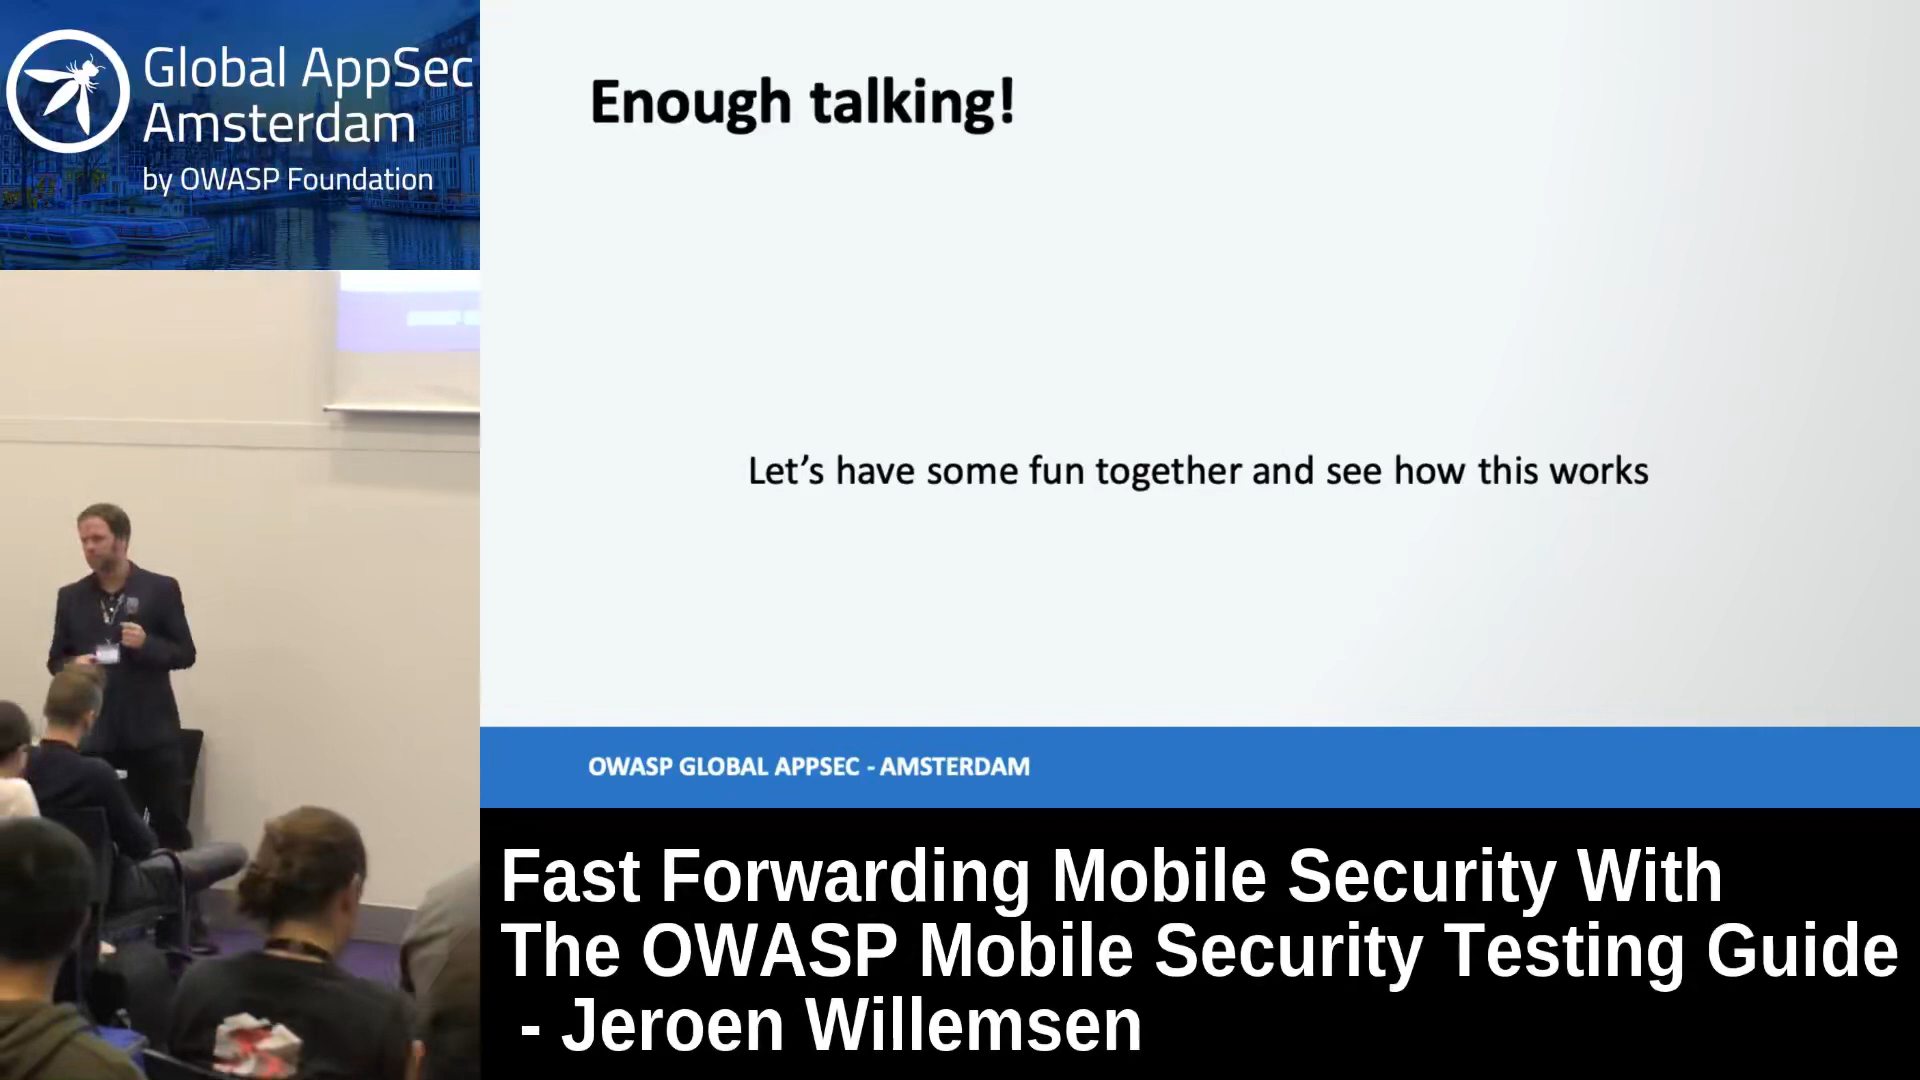 Global AppSec
Amsterdam
by OWASP Foundation
Enough talking!
Let’s have some fun together and see how this works
OWASP GLOBAL APPSEC - AMSTERDAM
Fast Forwarding Mobile Security With
The OWASP Mobile Security Testing Guide
- Jeroen Willemsen